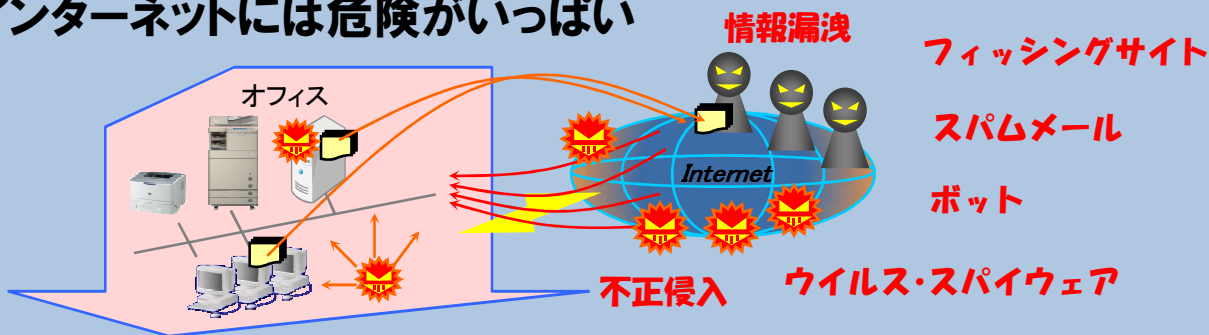 インターネットには危険がいっぱい
情報漏洩
フィッシングサイト
オフィス
スパムメール
Internet
ボット
不正侵入
ウイルス・スパイウェア